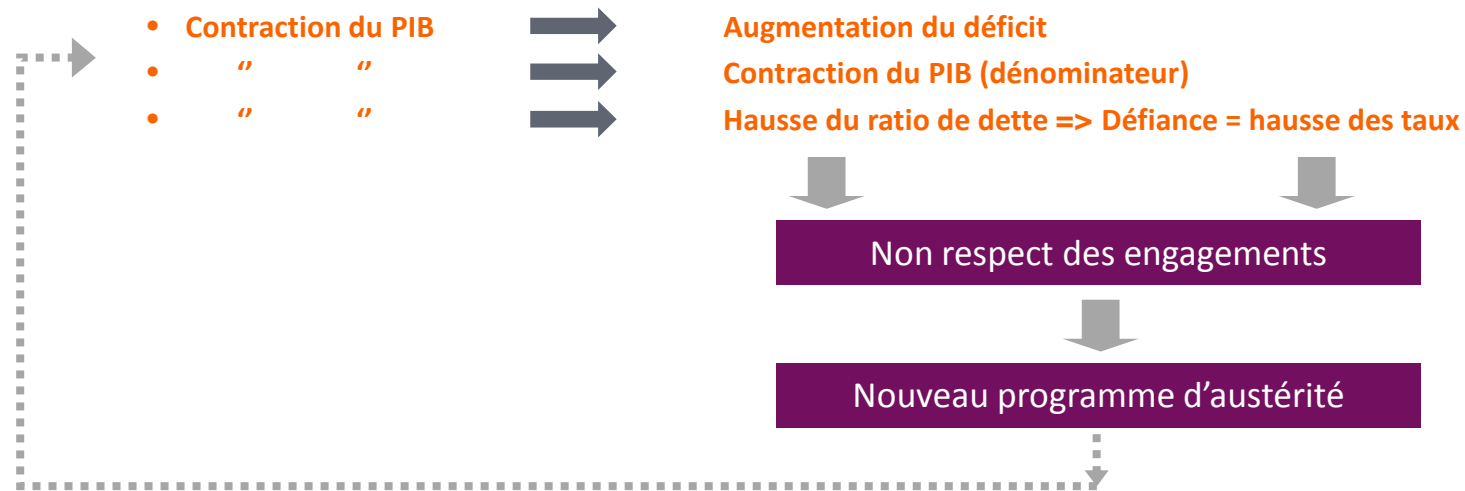 • Contraction du PIB Augmentation du déficit
• ‘’ ‘’ Contraction du PIB (dénominateur)
• ‘’ ‘’ Hausse du ratio de dette => Défiance = hausse des taux
Non respect des engagements
Nouveau programme d’austérité